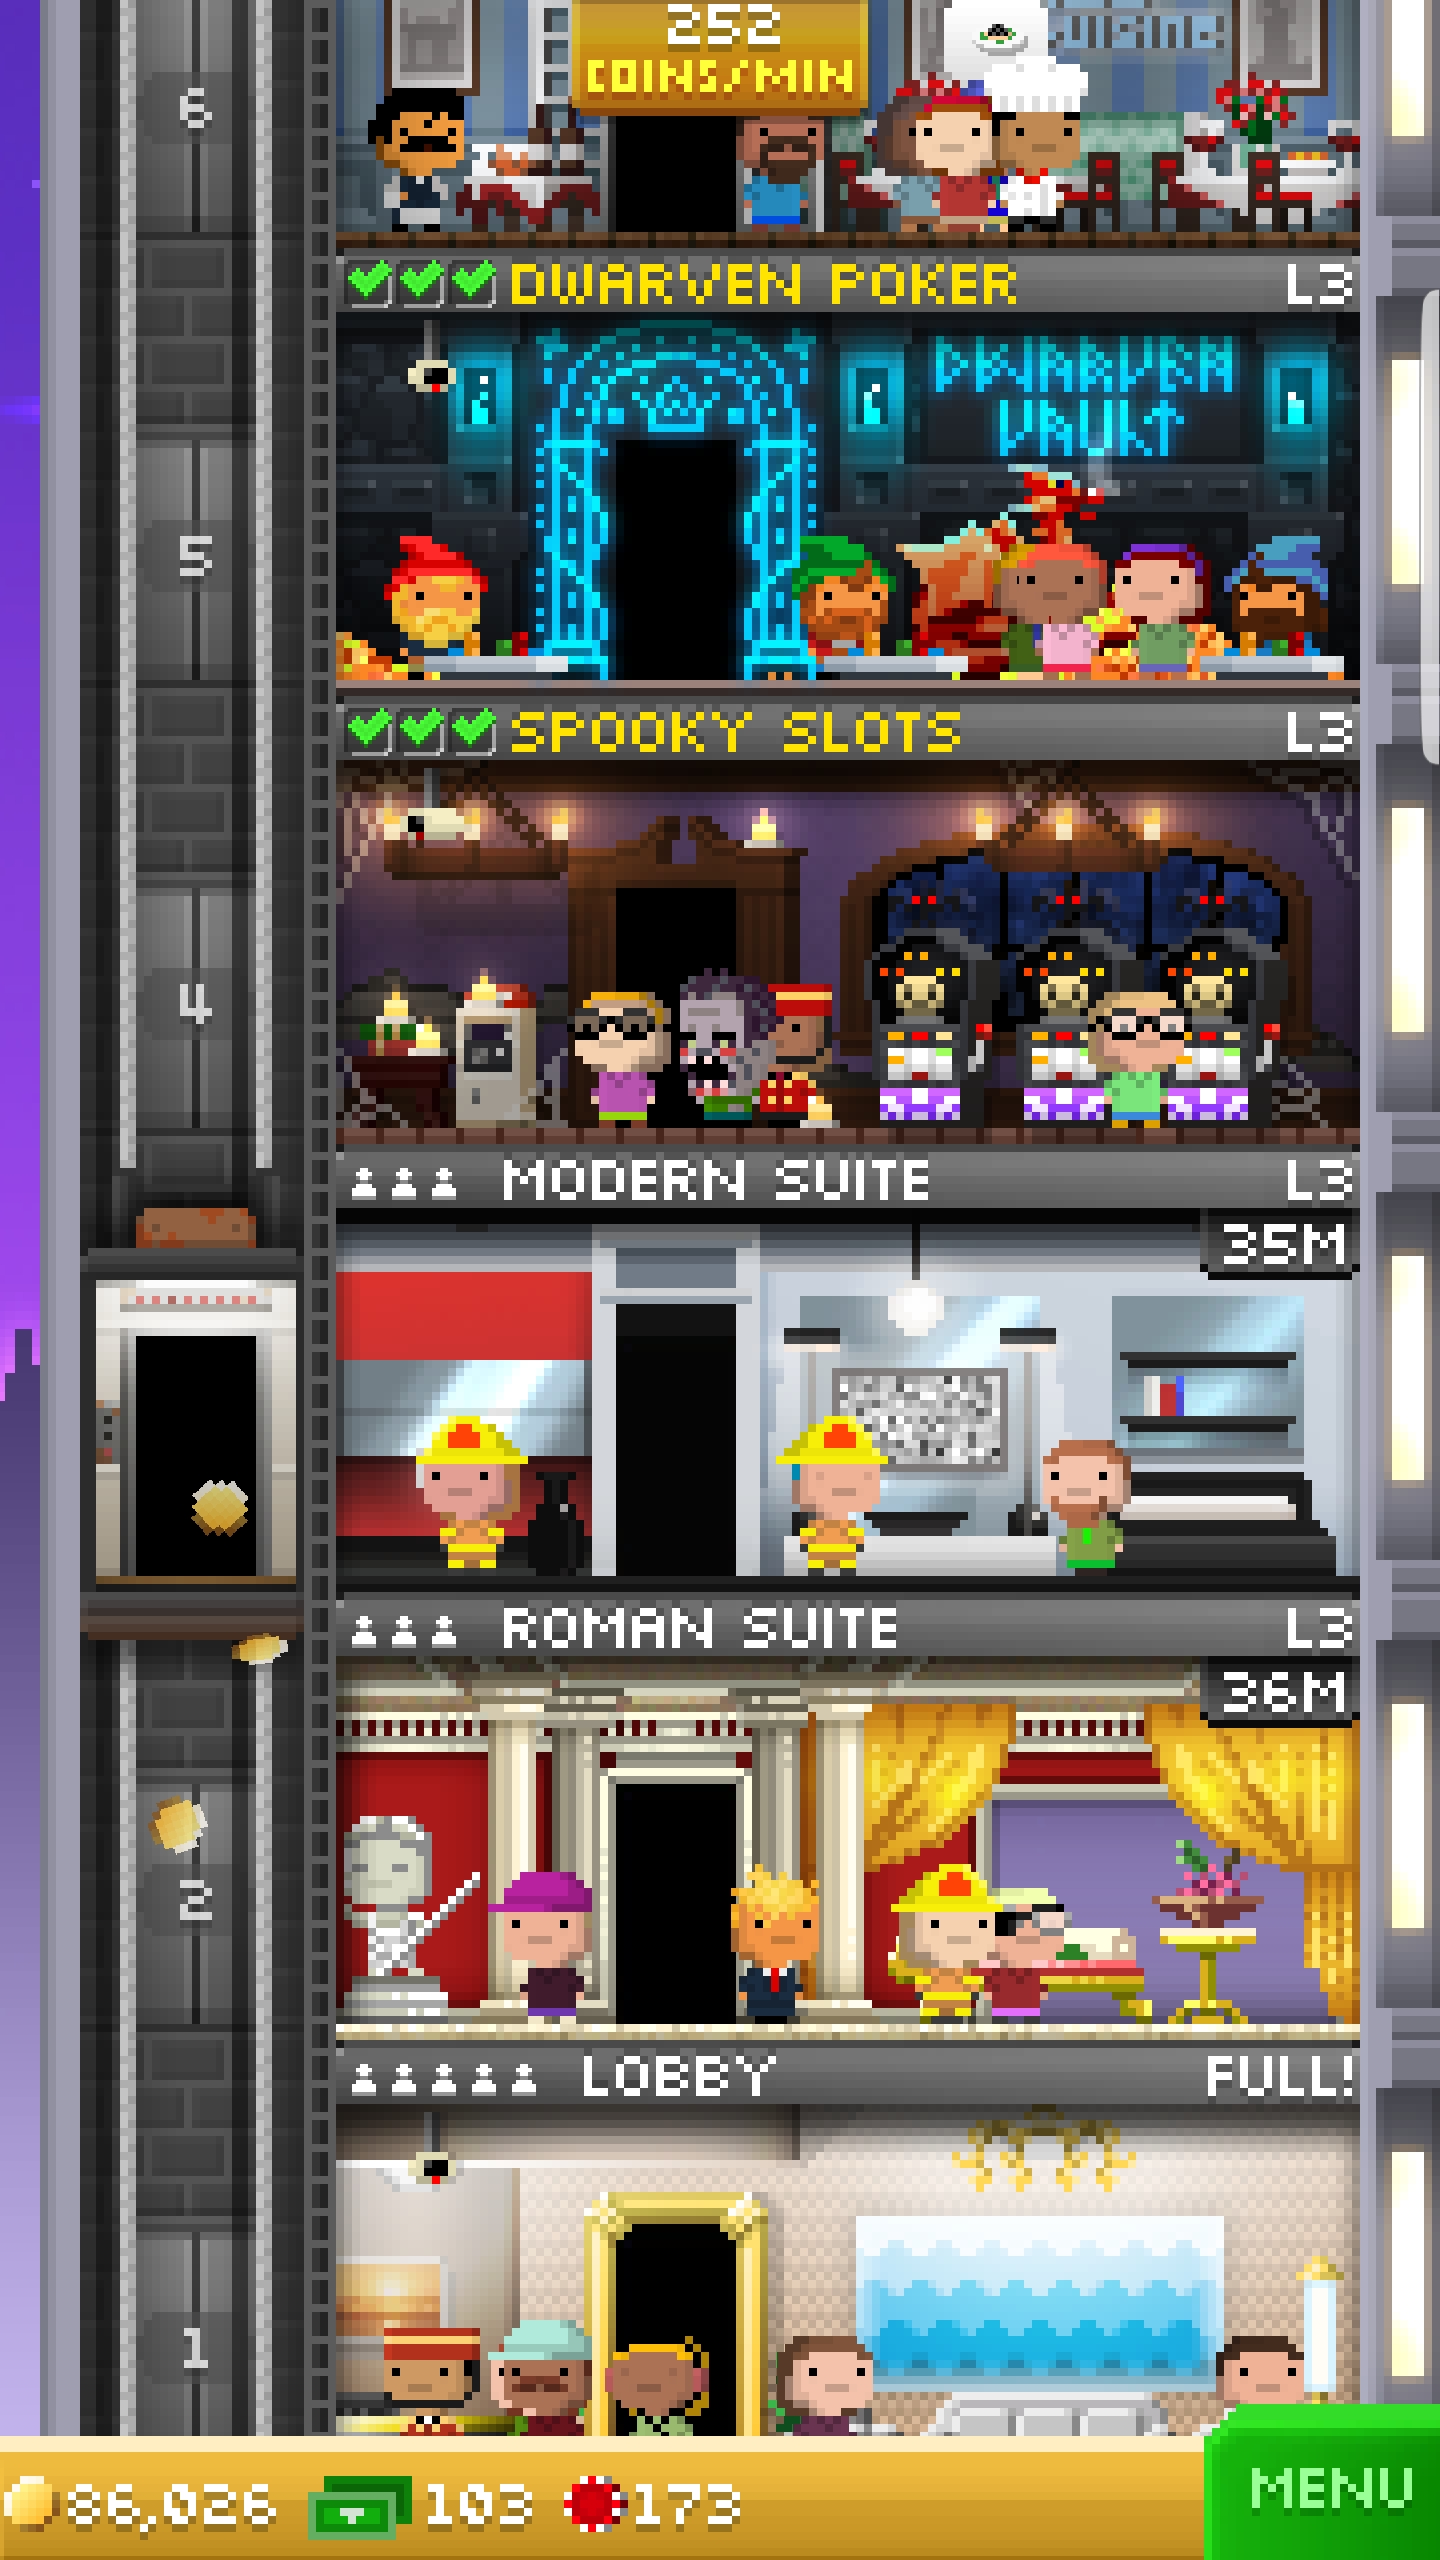 252
COINS/MIN
CUISINE
6
DWARVEN POKER
L3
DWARVEN
VAULT
5
SPOOKY SLOTS
L3
4
MODERN SUITE
L3
35M
ROMAN SUITE
L3
36M
2
LOBBY
FULL!
1
86,026
103
173
MENU